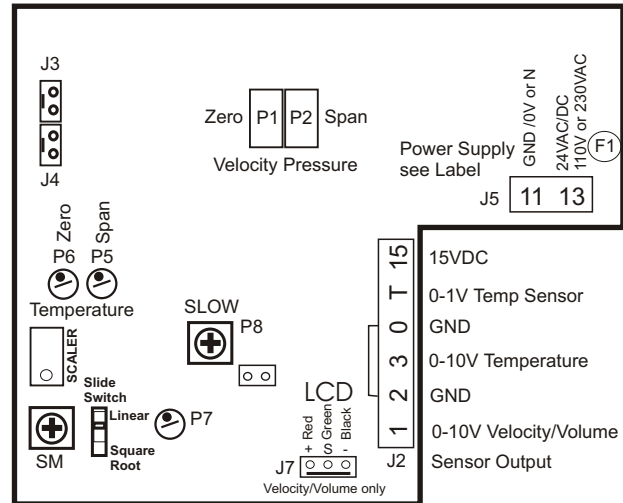 J3
J4
Zero
P1
P2
Span
Velocity Pressure
Power Supply
see Label
GND /0V or N
24VAC/DC
110V or 230VAC
F1
J5
11
13
Zero
Span
P6
P5
Temperature
SCALER
SLOW
P8
Slide
Switch
Linear
Square
Root
SM
P7
LCD
+ Red
S Green
- Black
J7
Velocity/Volume only
15
T
0
3
2
1
J2
15VDC
0-1V Temp Sensor
GND
0-10V Temperature
GND
0-10V Velocity/Volume
Sensor Output